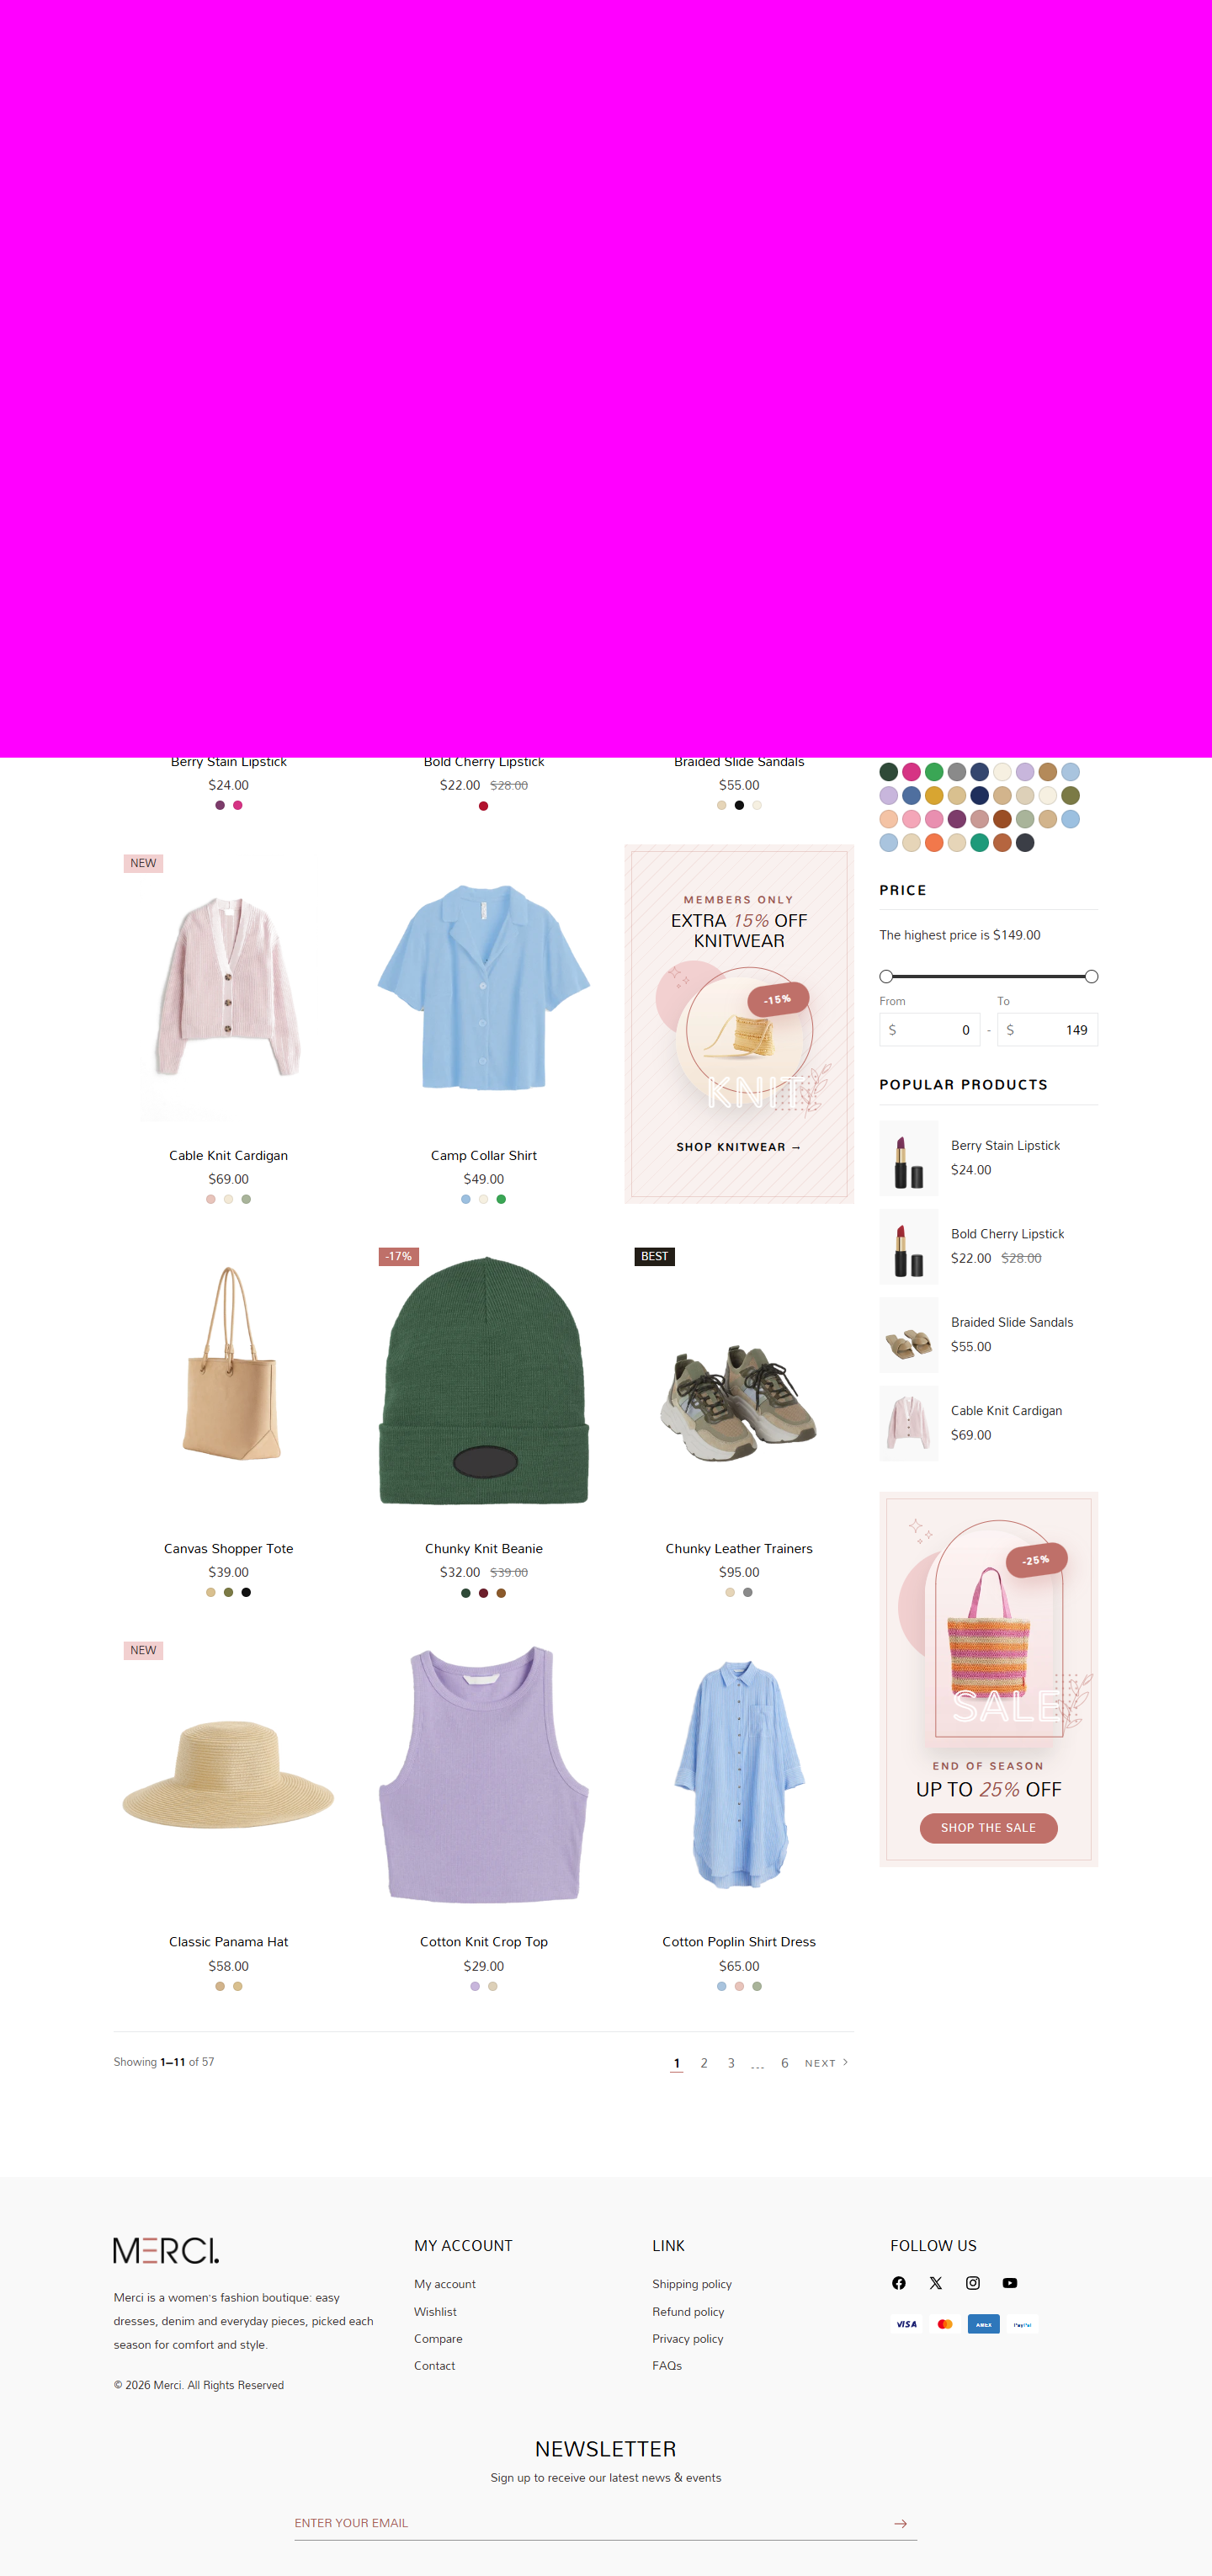 Berry Stain Lipstick
$24.00
Bold Cherry Lipstick
$22.00 $28.00
Braided Slide Sandals
$55.00
NEW
Cable Knit Cardigan
$69.00
Camp Collar Shirt
$49.00
MEMBERS ONLY
EXTRA 15% OFF
KNITWEAR
-15%
KNIT
SHOP KNITWEAR →
Canvas Shopper Tote
$39.00
-17%
Chunky Knit Beanie
$32.00 $39.00
BEST
Chunky Leather Trainers
$95.00
NEW
Classic Panama Hat
$58.00
Cotton Knit Crop Top
$29.00
Cotton Poplin Shirt Dress
$65.00
Showing 1–11 of 57
1 2 3 ... 6 NEXT
PRICE
The highest price is $149.00
From
To
$ 0 - $ 149
POPULAR PRODUCTS
Berry Stain Lipstick
$24.00
Bold Cherry Lipstick
$22.00 $28.00
Braided Slide Sandals
$55.00
Cable Knit Cardigan
$69.00
-25%
SALE
END OF SEASON
UP TO 25% OFF
SHOP THE SALE
MERCI.
Merci is a women's fashion boutique: easy
dresses, denim and everyday pieces, picked each
season for comfort and style.
© 2026 Merci. All Rights Reserved
MY ACCOUNT
My account
Wishlist
Compare
Contact
LINK
Shipping policy
Refund policy
Privacy policy
FAQs
FOLLOW US
VISA
AMEX
PayPal
NEWSLETTER
Sign up to receive our latest news & events
ENTER YOUR EMAIL